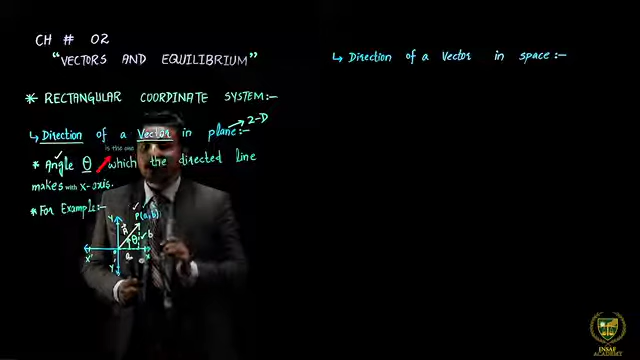 CH # 02
"VECTORS AND EQUILIBRIUM"
* RECTANGULAR COORDINATE SYSTEM:-
↳ Direction of a Vector in plane:- → 2-D
is the one
* Angle θ which the directed line
makes with X-axis.
* For Example:-
Y
P(a,b)
A
θ
b
X'
a
X
Y'
↳ Direction of a Vector in space:-
INSAF
ACADEMY